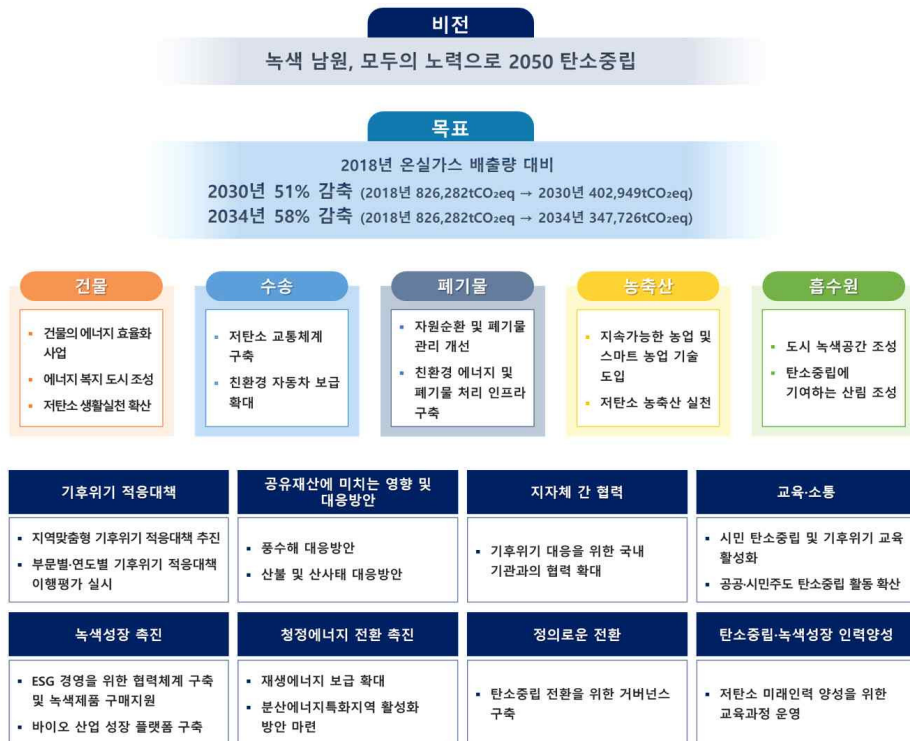 비전
녹색 남원, 모두의 노력으로 2050 탄소중립
목표
2018년 온실가스 배출량 대비
2030년 51% 감축 (2018년 826,282tCO₂eq → 2030년 402,949tCO₂eq)
2034년 58% 감축 (2018년 826,282tCO₂eq → 2034년 347,726tCO₂eq)
건물
▪ 건물의 에너지 효율화
사업
▪ 에너지 복지 도시 조성
▪ 저탄소 생활실천 확산
수송
▪ 저탄소 교통체계
구축
▪ 친환경 자동차 보급
확대
폐기물
▪ 자원순환 및 폐기물
관리 개선
▪ 친환경 에너지 및
폐기물 처리 인프라
구축
농축산
▪ 지속가능한 농업 및
스마트 농업 기술
도입
▪ 저탄소 농축산 실천
흡수원
▪ 도시 녹색공간 조성
▪ 탄소중립에
기여하는 산림 조성
기후위기 적응대책
▪ 지역맞춤형 기후위기 적응대책 추진
▪ 부문별·연도별 기후위기 적응대책
이행평가 실시
공유재산에 미치는 영향 및
대응방안
▪ 풍수해 대응방안
▪ 산불 및 산사태 대응방안
지자체 간 협력
▪ 기후위기 대응을 위한 국내
기관과의 협력 확대
교육·소통
▪ 시민 탄소중립 및 기후위기 교육
활성화
▪ 공공·시민주도 탄소중립 활동 확산
녹색성장 촉진
▪ ESG 경영을 위한 협력체계 구축
및 녹색제품 구매지원
▪ 바이오 산업 성장 플랫폼 구축
청정에너지 전환 촉진
▪ 재생에너지 보급 확대
▪ 분산에너지특화지역 활성화
방안 마련
정의로운 전환
▪ 탄소중립 전환을 위한 거버넌스
구축
탄소중립·녹색성장 인력양성
▪ 저탄소 미래인력 양성을 위한
교육과정 운영